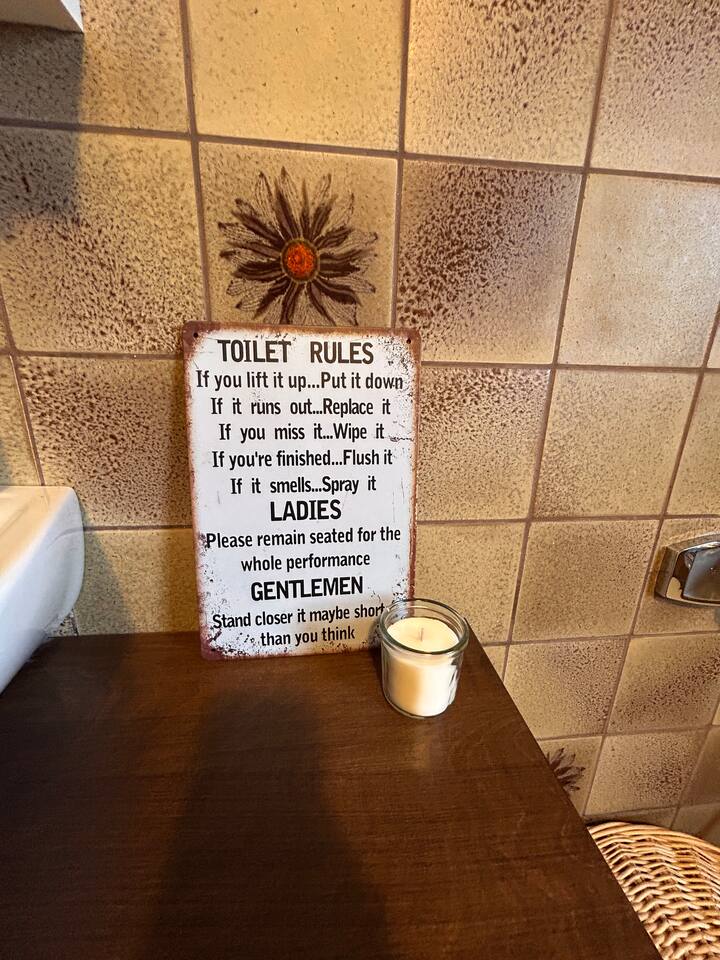 TOILET RULES
If you lift it up...Put it down
If it runs out...Replace it
If you miss it...Wipe it
If you're finished...Flush it
If it smells...Spray it
LADIES
Please remain seated for the
whole performance
GENTLEMEN
Stand closer it maybe short
than you think